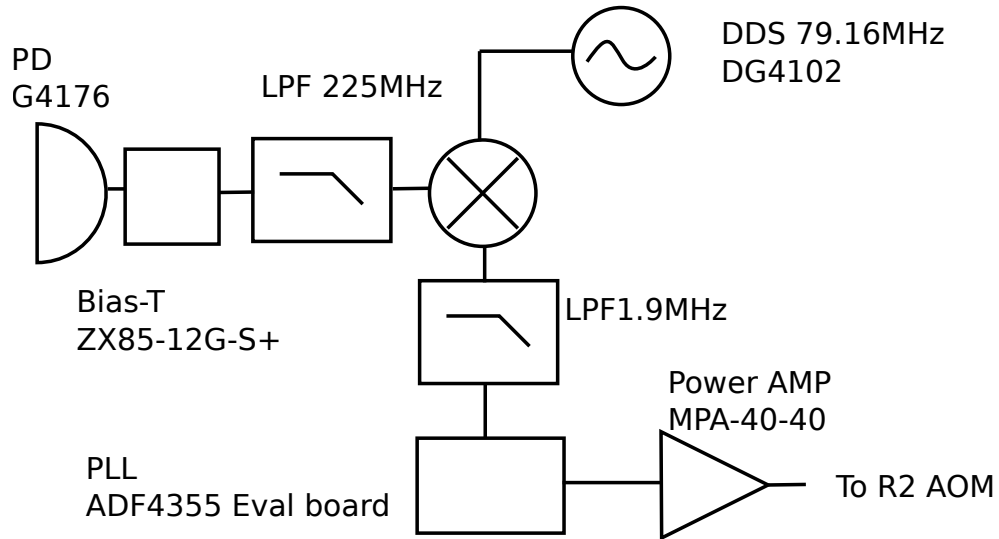 PD
G4176
LPF 225MHz
DDS 79.16MHz
DG4102
Bias-T
ZX85-12G-S+
LPF1.9MHz
Power AMP
MPA-40-40
PLL
ADF4355 Eval board
To R2 AOM